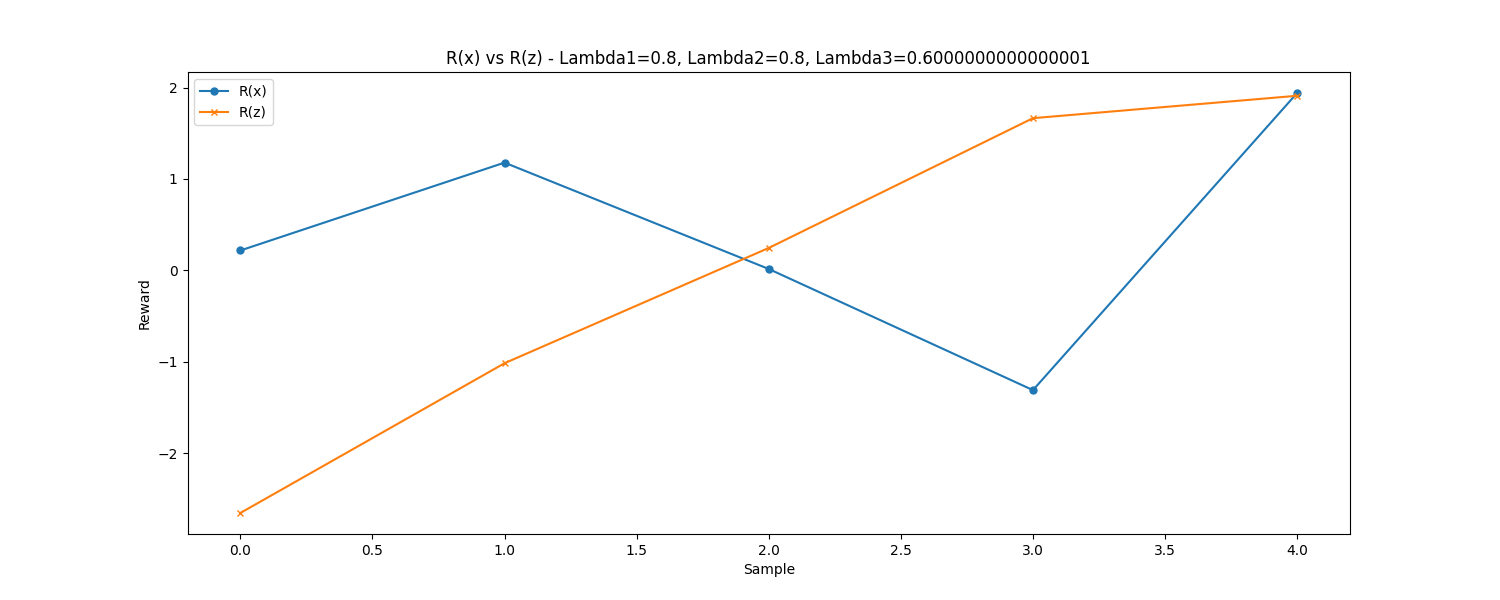 R(x) vs R(z) - Lambda1=0.8, Lambda2=0.8, Lambda3=0.6000000000000001
R(x)
R(z)
2
1
0
−1
−2
Reward
0.0 0.5 1.0 1.5 2.0 2.5 3.0 3.5 4.0
Sample